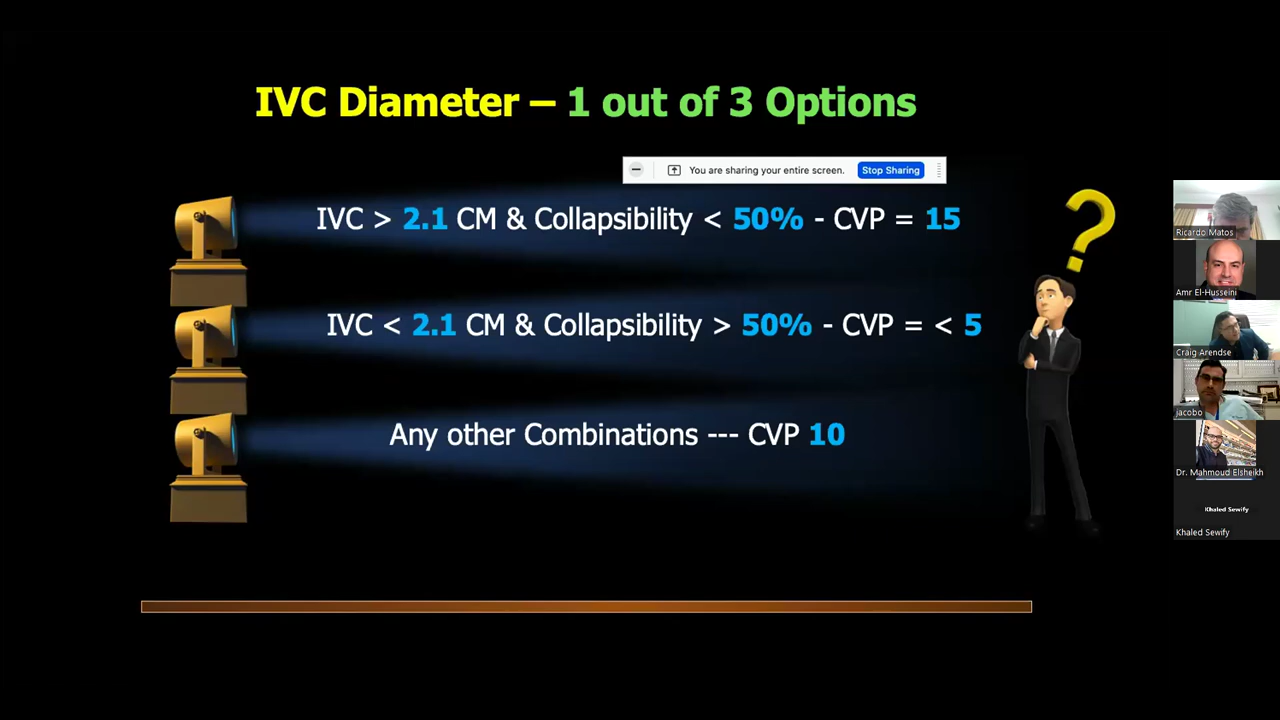 IVC Diameter – 1 out of 3 Options
You are sharing your entire screen. Stop Sharing
IVC > 2.1 CM & Collapsibility < 50% - CVP = 15
IVC < 2.1 CM & Collapsibility > 50% - CVP = < 5
Any other Combinations --- CVP 10
?
Ricardo Matos
Amr El-Husseini
Craig Arendse
jacobo
Dr. Mahmoud Elsheikh
Khaled Sewify
Khaled Sewify